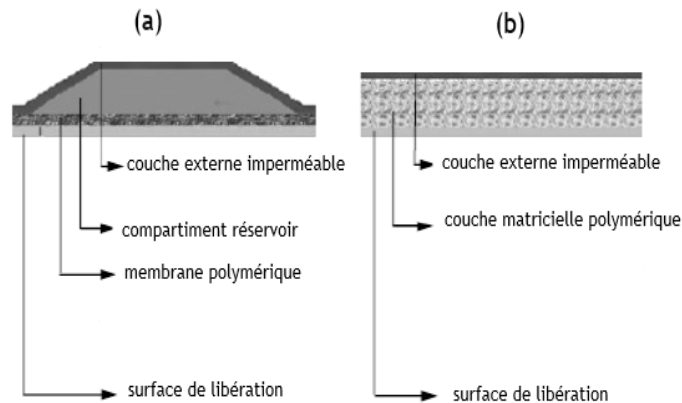 (a)
couche externe imperméable
compartiment réservoir
membrane polymérique
surface de libération
(b)
couche externe imperméable
couche matricielle polymérique
surface de libération